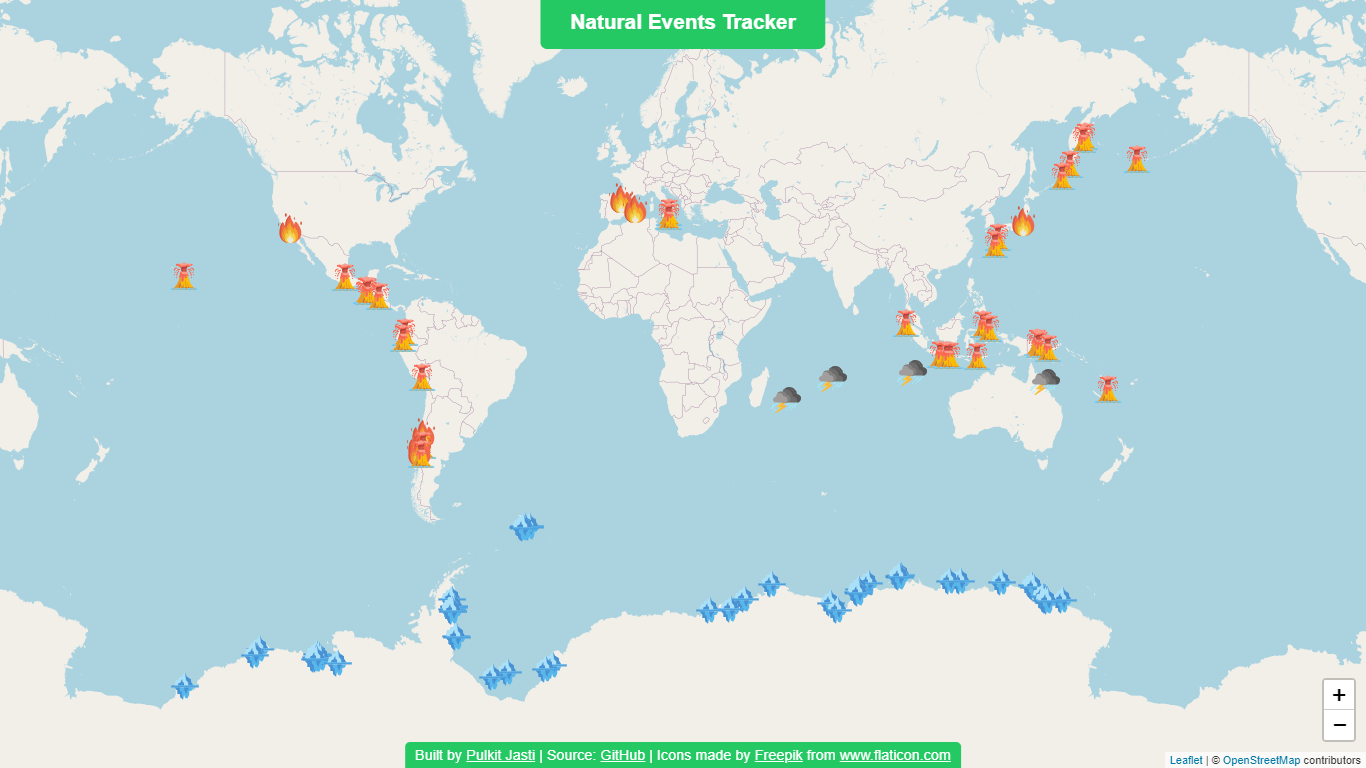 Natural Events Tracker
+
−
Built by Pulkit Jasti | Source: GitHub | Icons made by Freepik from www.flaticon.com
Leaflet | © OpenStreetMap contributors